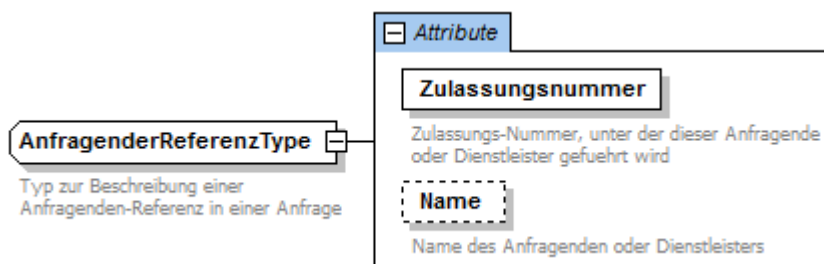 Attribute
Zulassungsnummer
Zulassungs-Nummer, unter der dieser Anfragende
oder Dienstleister gefuehrt wird
AnfragenderReferenzType
Typ zur Beschreibung einer
Anfragenden-Referenz in einer Anfrage
Name
Name des Anfragenden oder Dienstleisters